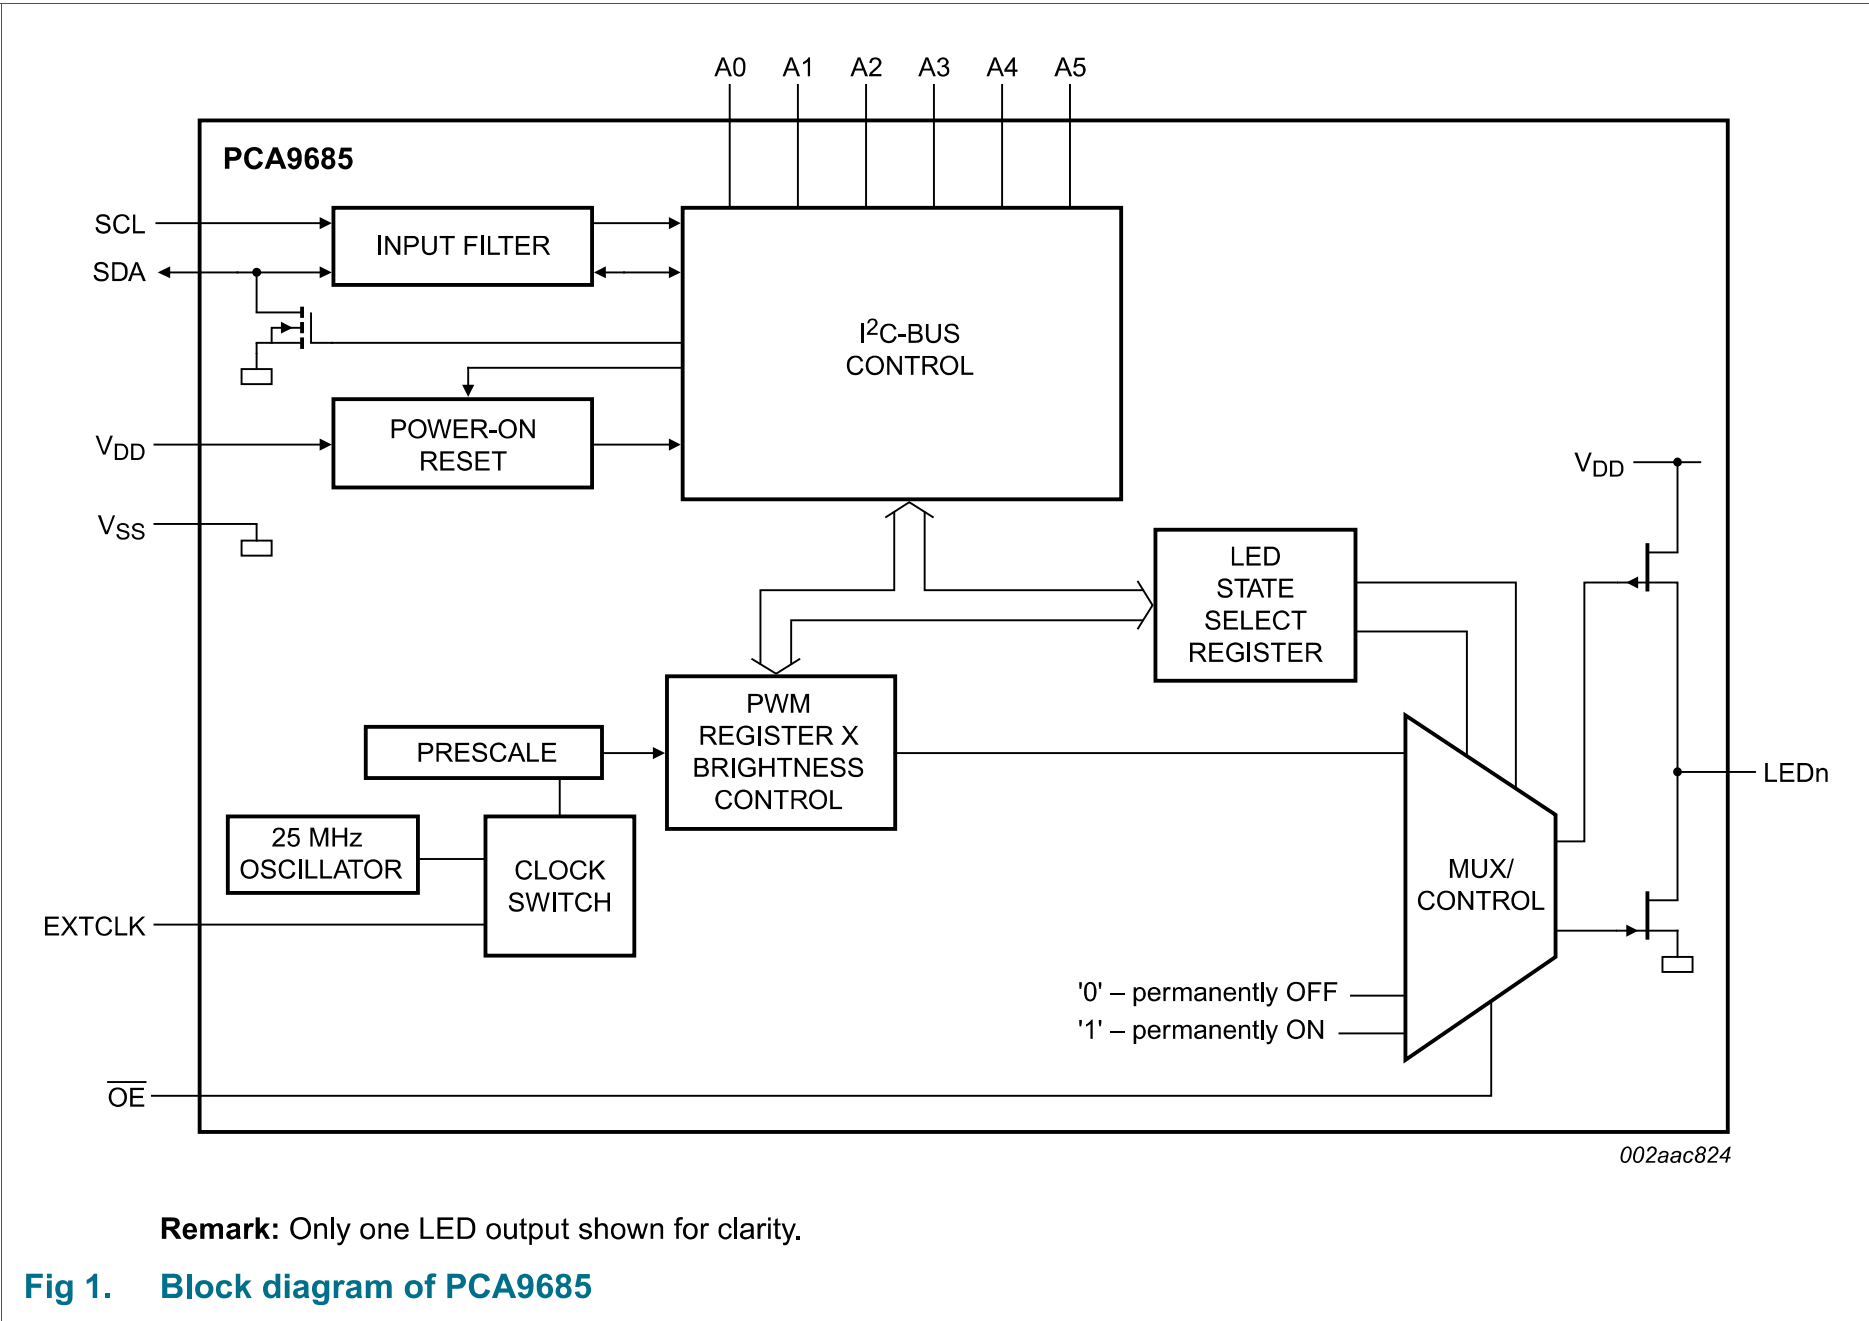 A0 A1 A2 A3 A4 A5
PCA9685
SCL
INPUT FILTER
SDA
I²C-BUS
CONTROL
POWER-ON
RESET
VDD
VDD
VSS
LED
STATE
SELECT
REGISTER
PWM
REGISTER X
BRIGHTNESS
CONTROL
PRESCALE
LEDn
25 MHz
OSCILLATOR
CLOCK
SWITCH
MUX/
CONTROL
EXTCLK
'0' – permanently OFF
'1' – permanently ON
O̅E̅
002aac824
Remark: Only one LED output shown for clarity.
Fig 1. Block diagram of PCA9685